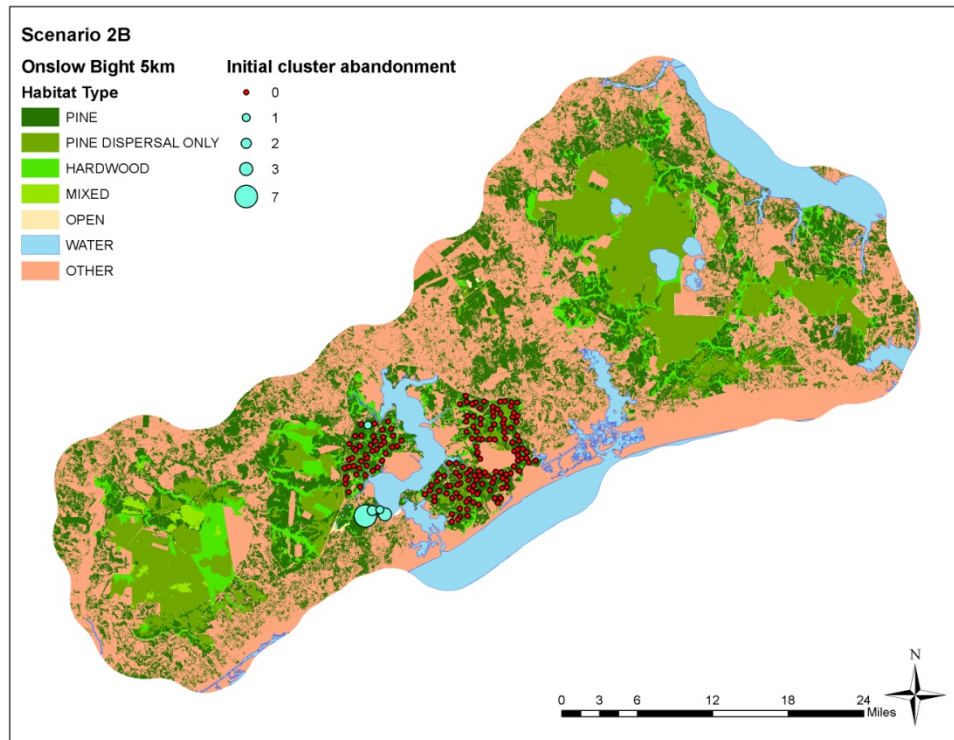 Scenario 2B
Onslow Bight 5km
Habitat Type
PINE
PINE DISPERSAL ONLY
HARDWOOD
MIXED
OPEN
WATER
OTHER
Initial cluster abandonment
0
1
2
3
7
N
0 3 6 12 18 24
Miles